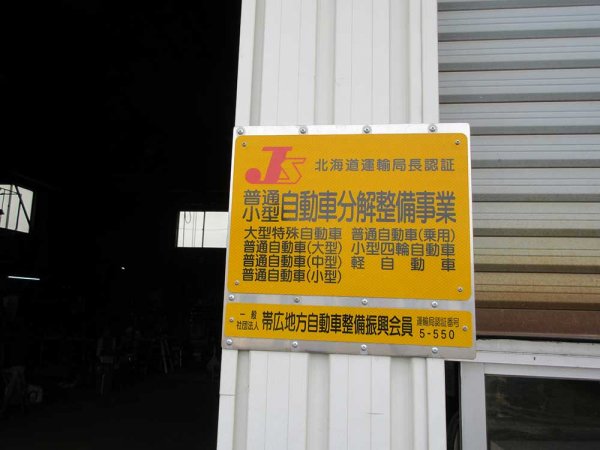 JS 北海道運輸局長認証
普通
小型 自動車分解整備事業
大型特殊自動車 普通自動車(乗用)
普通自動車(大型) 小型四輪自動車
普通自動車(中型) 軽自動車
普通自動車(小型)
一般
社団法人 帯広地方自動車整備振興会員 運輸局認証番号
5-550